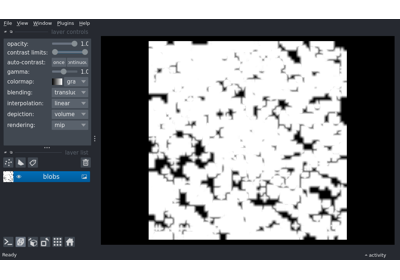 File View Window Plugins Help
layer controls
opacity: 1.0
contrast limits:
auto-contrast: once
gamma: 1.0
colormap: gra
blending: translu
interpolation: linear
depiction: volume
rendering: mip
layer list
blobs
Ready
activity